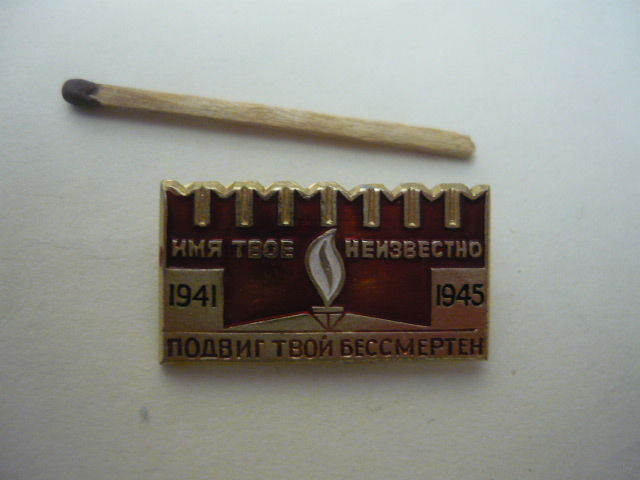 ИМЯ ТВОЕ НЕИЗВЕСТНО
1941 1945
ПОДВИГ ТВОЙ БЕССМЕРТЕН